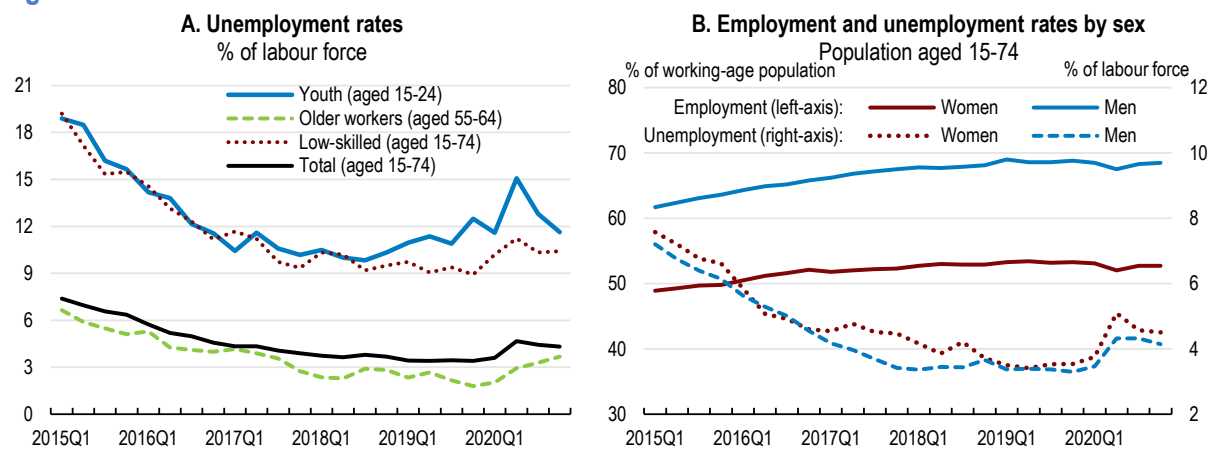 A. Unemployment rates
% of labour force
21
18
15
12
9
6
3
0
Youth (aged 15-24)
Older workers (aged 55-64)
Low-skilled (aged 15-74)
Total (aged 15-74)
2015Q1 2016Q1 2017Q1 2018Q1 2019Q1 2020Q1
B. Employment and unemployment rates by sex
Population aged 15-74
% of working-age population
% of labour force
80
70
60
50
40
30
12
10
8
6
4
2
Employment (left-axis): Women Men
Unemployment (right-axis): Women Men
2015Q1 2016Q1 2017Q1 2018Q1 2019Q1 2020Q1